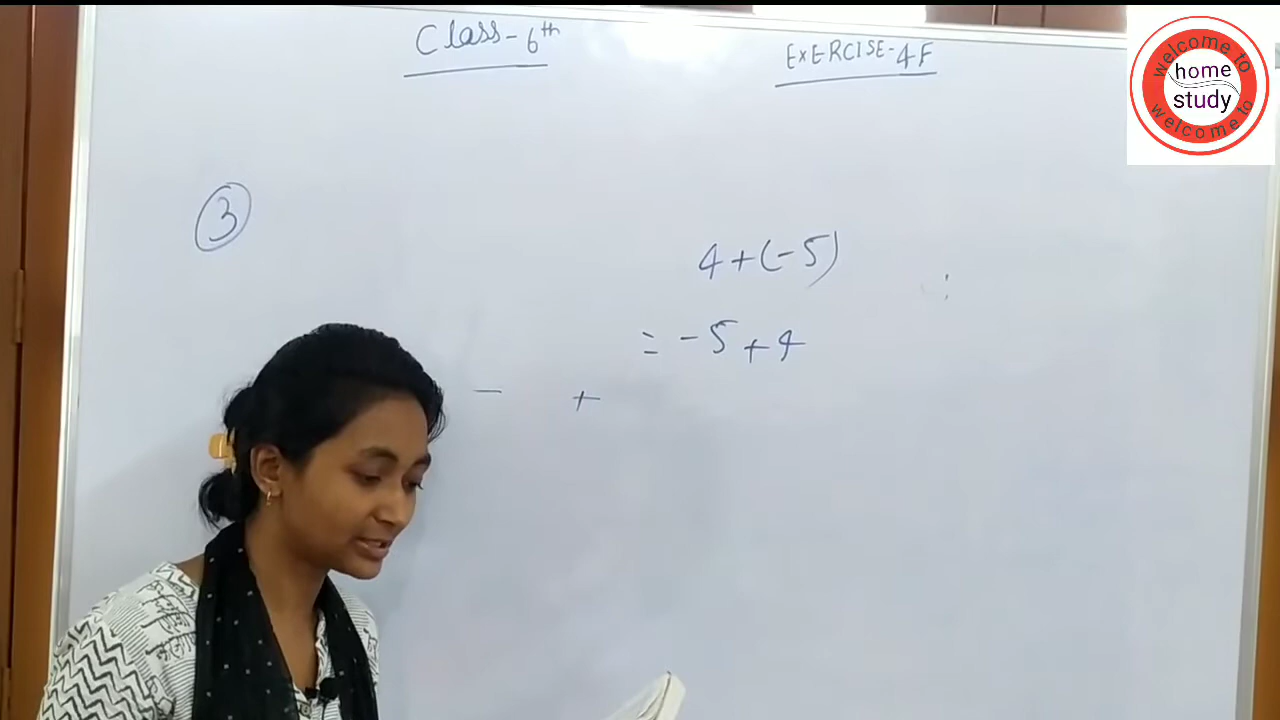 Class-6th
EXERCISE-4F
welcome to
home
study
welcome to
3
4+(-5)
= -5+4
- +